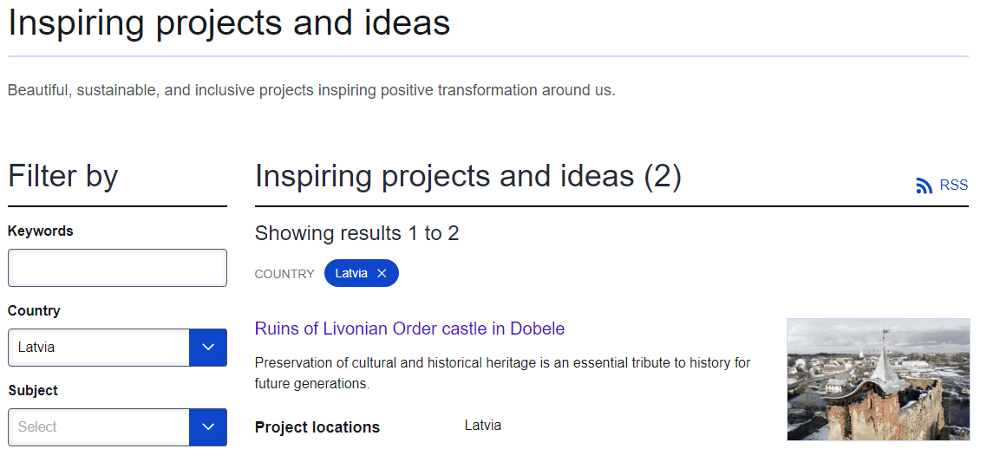 Inspiring projects and ideas
Beautiful, sustainable, and inclusive projects inspiring positive transformation around us.
Filter by
Keywords
Country
Latvia
Subject
Select
Inspiring projects and ideas (2)
RSS
Showing results 1 to 2
COUNTRY Latvia
Ruins of Livonian Order castle in Dobele
Preservation of cultural and historical heritage is an essential tribute to history for
future generations.
Project locations Latvia